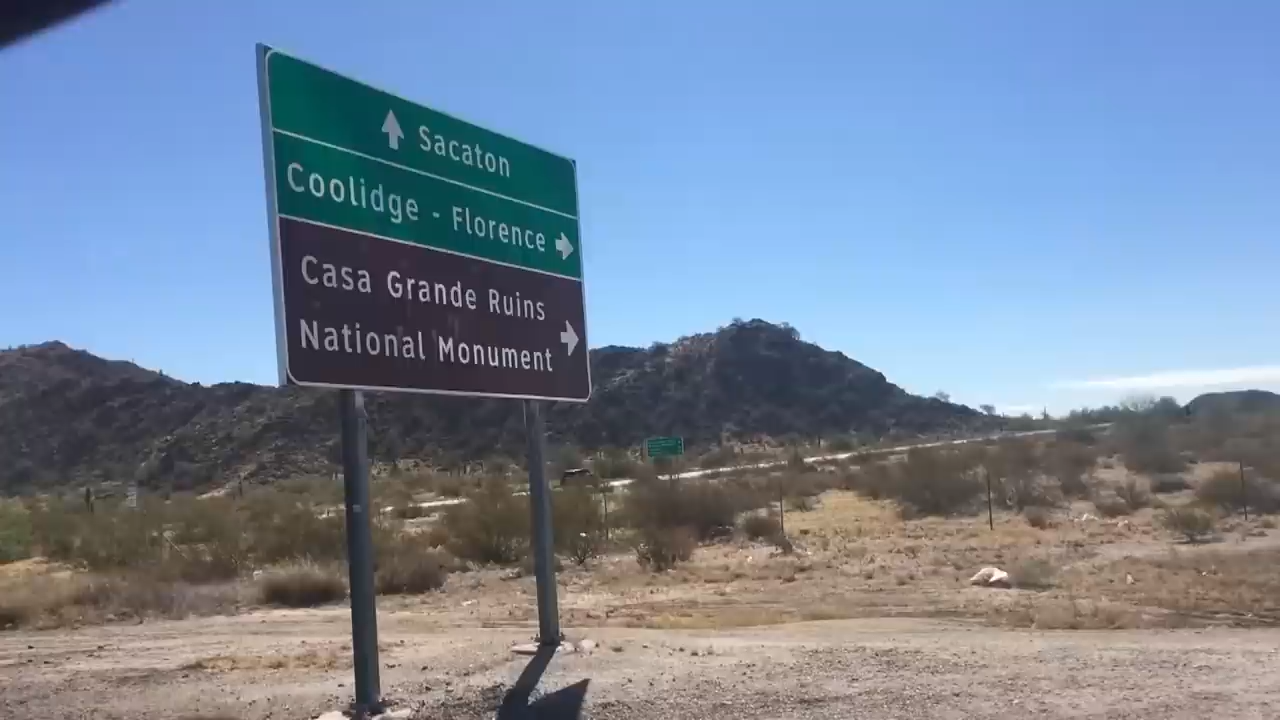 Sacaton
Coolidge - Florence
Casa Grande Ruins
National Monument